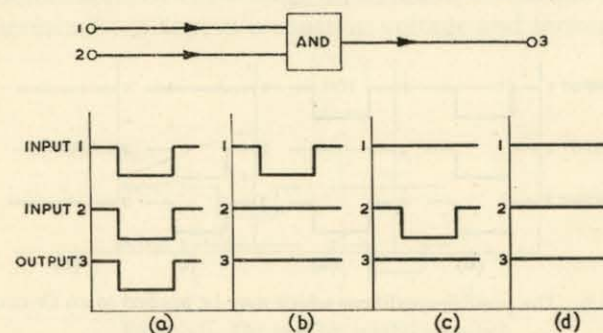 1
AND
3
2
INPUT 1 1 1 1
INPUT 2 2 2 2
OUTPUT 3 3 3 3
(a) (b) (c) (d)